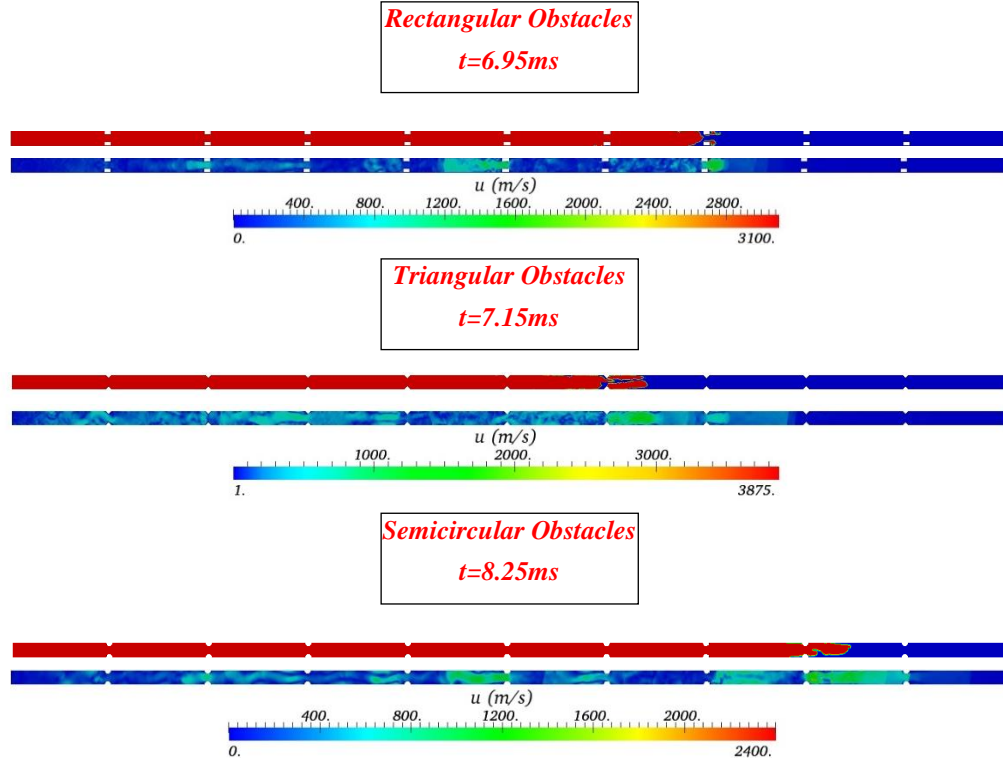 Rectangular Obstacles
t=6.95ms
u (m/s)
400. 800. 1200. 1600. 2000. 2400. 2800.
0. 3100.
Triangular Obstacles
t=7.15ms
u (m/s)
1000. 2000. 3000.
1. 3875.
Semicircular Obstacles
t=8.25ms
u (m/s)
400. 800. 1200. 1600. 2000.
0. 2400.